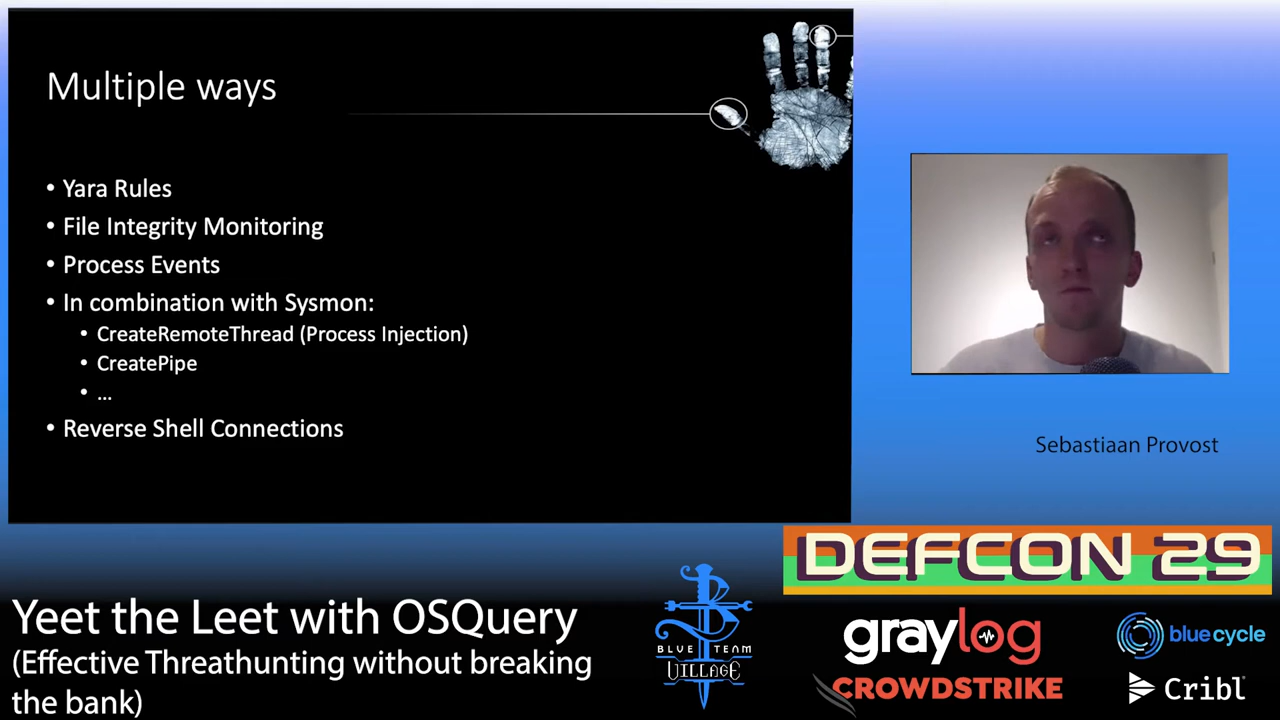 Multiple ways
• Yara Rules
• File Integrity Monitoring
• Process Events
• In combination with Sysmon:
• CreateRemoteThread (Process Injection)
• CreatePipe
• ...
• Reverse Shell Connections
Sebastiaan Provost
DEFCON 29
Yeet the Leet with OSQuery
(Effective Threathunting without breaking
the bank)
BLUE TEAM
VILLAGE
graylog
bluecycle
CROWDSTRIKE
Cribl